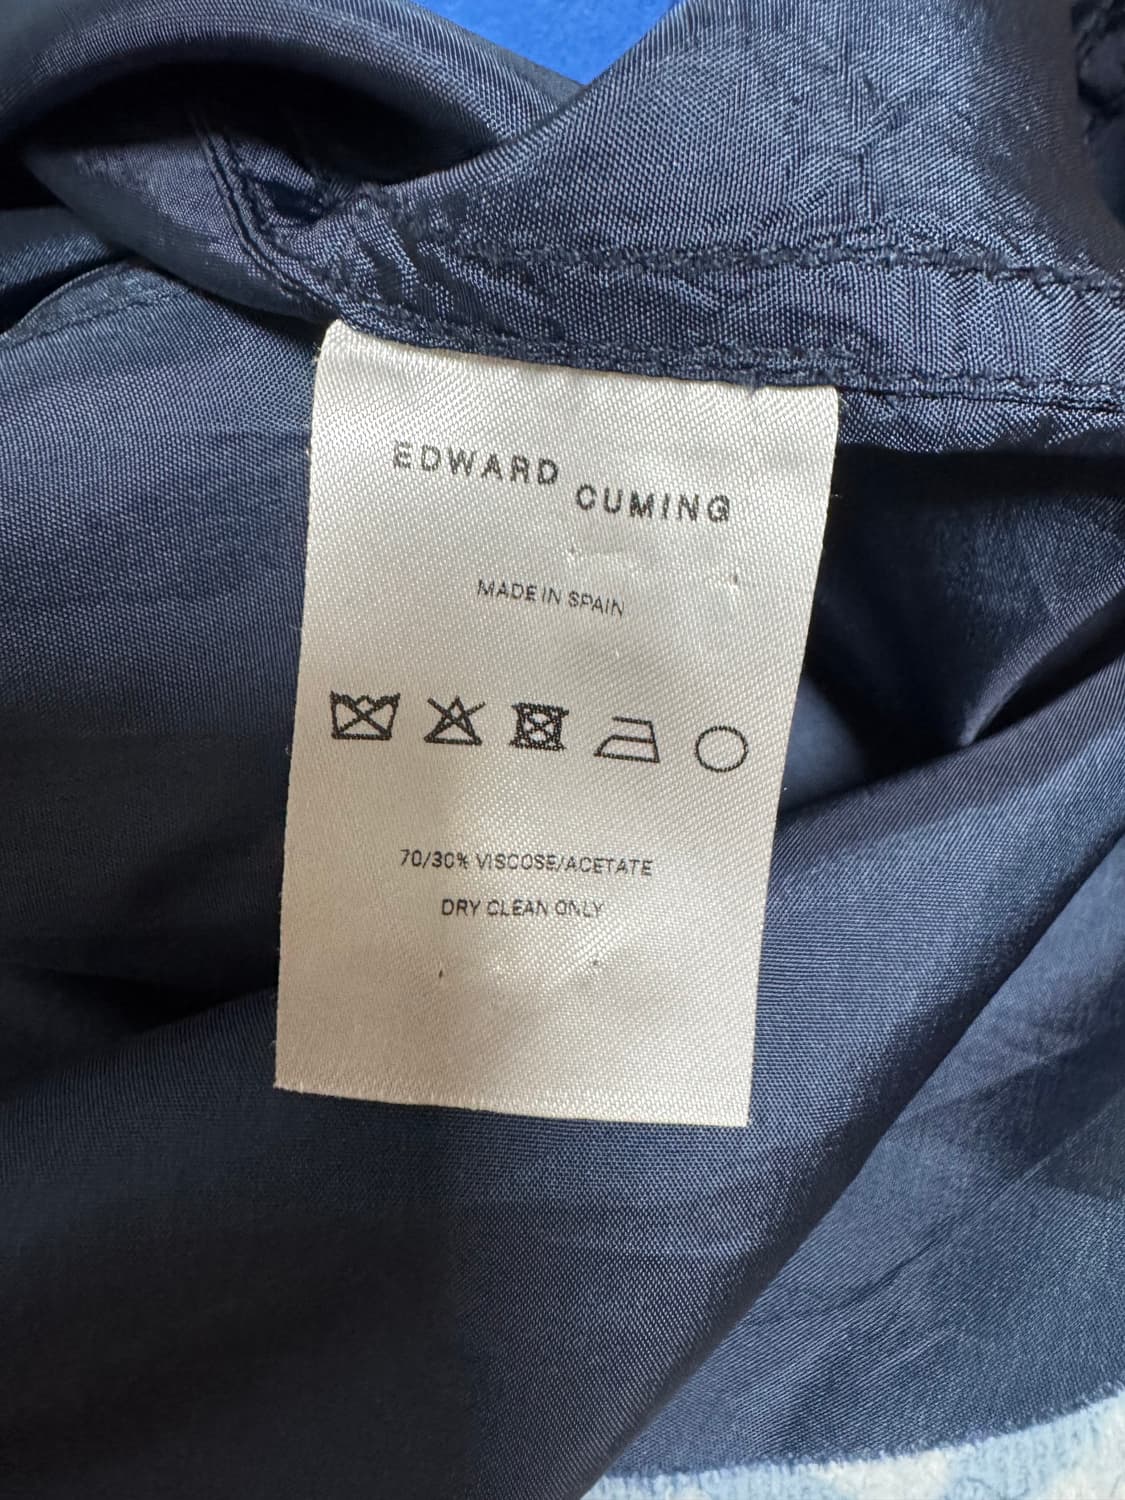 EDWARD CUMING
MADE IN SPAIN
70/30% VISCOSE/ACETATE
DRY CLEAN ONLY